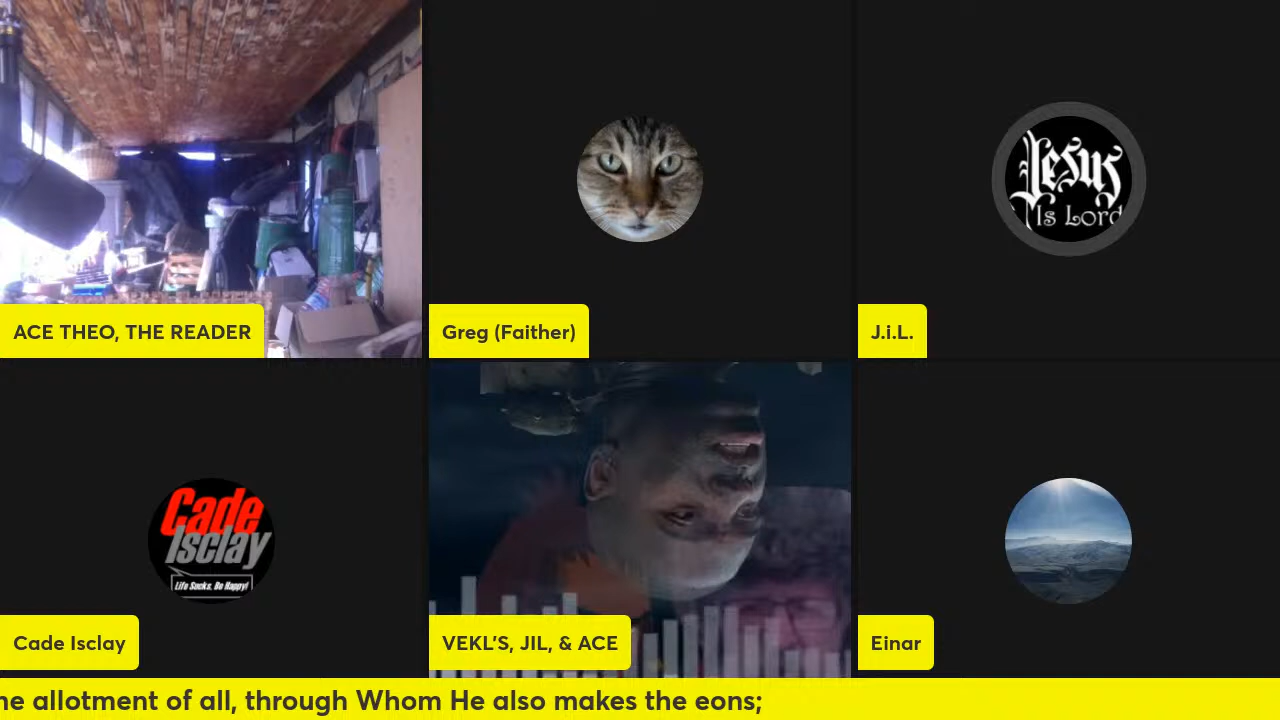 ACE THEO, THE READER
Greg (Faither)
Jesus
Is Lord
J.i.L.
Cade
Isclay
Life Sucks. Be Happy!
Cade Isclay
VEKL'S, JIL, & ACE
Einar
he allotment of all, through Whom He also makes the eons;